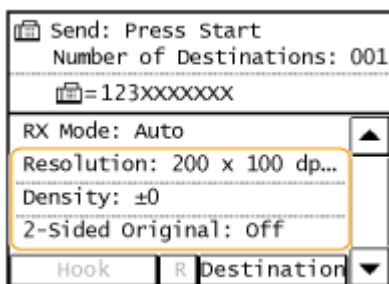 Send: Press Start
Number of Destinations: 001
=123XXXXXXX
RX Mode: Auto
Resolution: 200 x 100 dp...
Density: ±0
2-Sided Original: Off
Hook R Destination